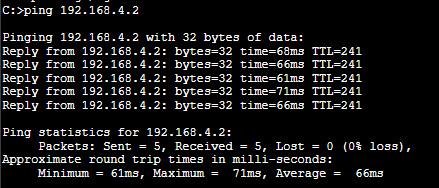 C:>ping 192.168.4.2
Pinging 192.168.4.2 with 32 bytes of data:
Reply from 192.168.4.2: bytes=32 time=68ms TTL=241
Reply from 192.168.4.2: bytes=32 time=66ms TTL=241
Reply from 192.168.4.2: bytes=32 time=61ms TTL=241
Reply from 192.168.4.2: bytes=32 time=71ms TTL=241
Reply from 192.168.4.2: bytes=32 time=66ms TTL=241
Ping statistics for 192.168.4.2:
Packets: Sent = 5, Received = 5, Lost = 0 (0% loss),
Approximate round trip times in milli-seconds:
Minimum = 61ms, Maximum =  71ms, Average =  66ms